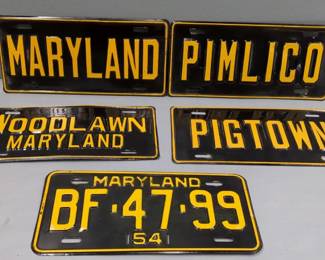 MARYLAND
PIMLICO
WOODLAWN
MARYLAND
PIGTOWN
MARYLAND
BF·47·99
54